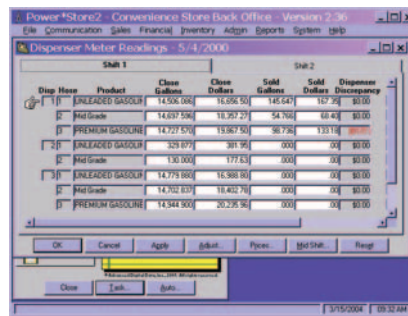 Power*Store2 - Convenience Store Back Office - Version 2.36
File Communication Sales Financial Inventory Admin Reports System Help
Dispenser Meter Readings - 5/4/2000
Shift 1 Shift 2
Disp Hose Product Close Gallons Close Dollars Sold Gallons Sold Dollars Dispenser Discrepancy
1 1 UNLEADED GASOLIN 14,506.086 16,656.50 145.647 167.35 $0.00
2 Mid Grade 14,697.596 18,357.27 54.766 68.40 $0.00
3 PREMIUM GASOLINE 14,727.570 19,867.50 98.736 133.18
2 1 UNLEADED GASOLIN 329.877 381.95 .000 .00 $0.00
2 Mid Grade 130.000 177.63 .000 .00 $0.00
3 1 UNLEADED GASOLIN 14,779.880 16,988.80 .000 .00 $0.00
2 Mid Grade 14,702.837 18,402.78 .000 .00 $0.00
3 PREMIUM GASOLINE 14,944.900 20,235.96 .000 .00 $0.00
OK Cancel Apply Adjust... Prices... Mid Shift... Reset
Close Task... Auto...
3/15/2004 09:32 AM